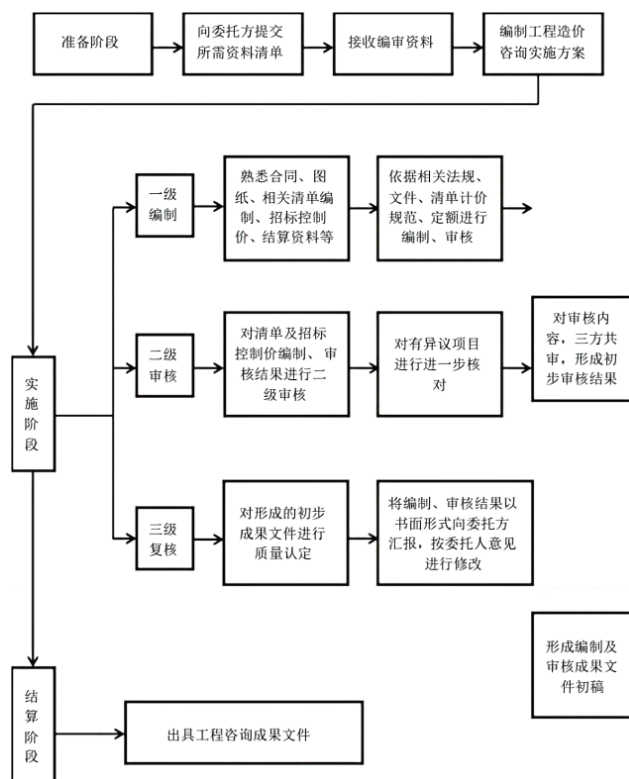 准备阶段
向委托方提交
所需资料清单
接收编审资料
编制工程造价
咨询实施方案
一级
编制
熟悉合同、图
纸、相关清单编
制、招标控制
价、结算资料等
依据相关法规、
文件、清单计价
规范、定额进行
编制、审核
实
施
阶
段
二级
审核
对清单及招标
控制价编制、审
核结果进行二
级审核
对有异议项目
进行进一步核
对
对审核内
容，三方共
审，形成初
步审核结果
三级
复核
对形成的初步
成果文件进行
质量认定
将编制、审核结果以
书面形式向委托方
汇报，按委托人意见
进行修改
形成编制及
审核成果文
件初稿
结
算
阶
段
出具工程咨询成果文件